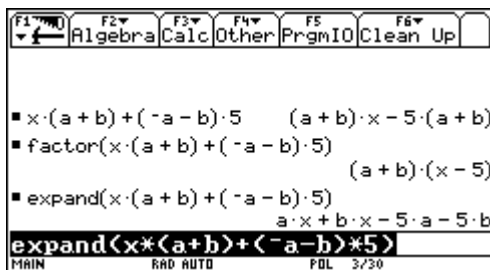 F1 F2 F3 F4 F5 F6
Algebra Calc Other PrgmIO Clean Up
▪ x·(a + b) + (⁻a − b)·5 (a + b)·x − 5·(a + b)
▪ factor(x·(a + b) + (⁻a − b)·5)
(a + b)·(x − 5)
▪ expand(x·(a + b) + (⁻a − b)·5)
a·x + b·x − 5·a − 5·b
expand(x*(a+b)+(⁻a-b)*5)
MAIN RAD AUTO POL 3/30